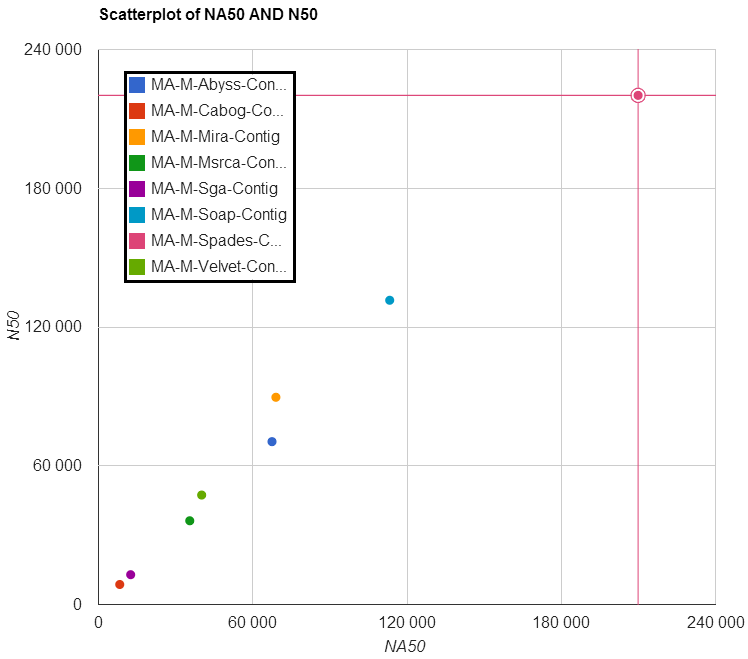 Scatterplot of NA50 AND N50
240 000
MA-M-Abyss-Con...
MA-M-Cabog-Co...
MA-M-Mira-Contig
MA-M-Msrca-Con...
180 000
MA-M-Sga-Contig
MA-M-Soap-Contig
MA-M-Spades-C...
MA-M-Velvet-Con...
N50
120 000
60 000
0
0 60 000 120 000 180 000 240 000
NA50